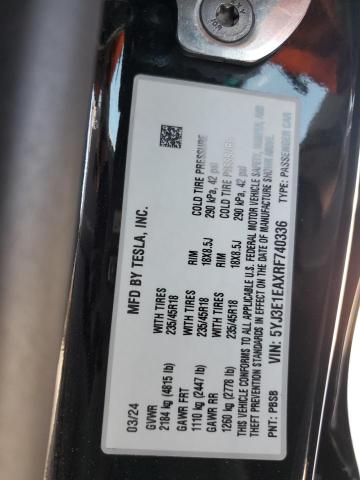 MFD BY TESLA, INC.
03/24
GVWR
2184 kg (4815 lb)
GAWR FRT WITH TIRES RIM COLD TIRE PRESSURE
1110 kg (2447 lb) 235/45R18 18X8.5J 290 kPa, 42 psi
GAWR RR WITH TIRES RIM COLD TIRE PRESSURE
1260 kg (2778 lb) 235/45R18 18X8.5J 290 kPa, 42 psi
THIS VEHICLE CONFORMS TO ALL APPLICABLE U.S. FEDERAL MOTOR VEHICLE SAFETY, BUMPER, AND
THEFT PREVENTION STANDARDS IN EFFECT ON THE DATE OF MANUFACTURE SHOWN ABOVE.
VIN: 5YJ3E1EAXRF740336
PNT: PBSB TYPE: PASSENGER CAR